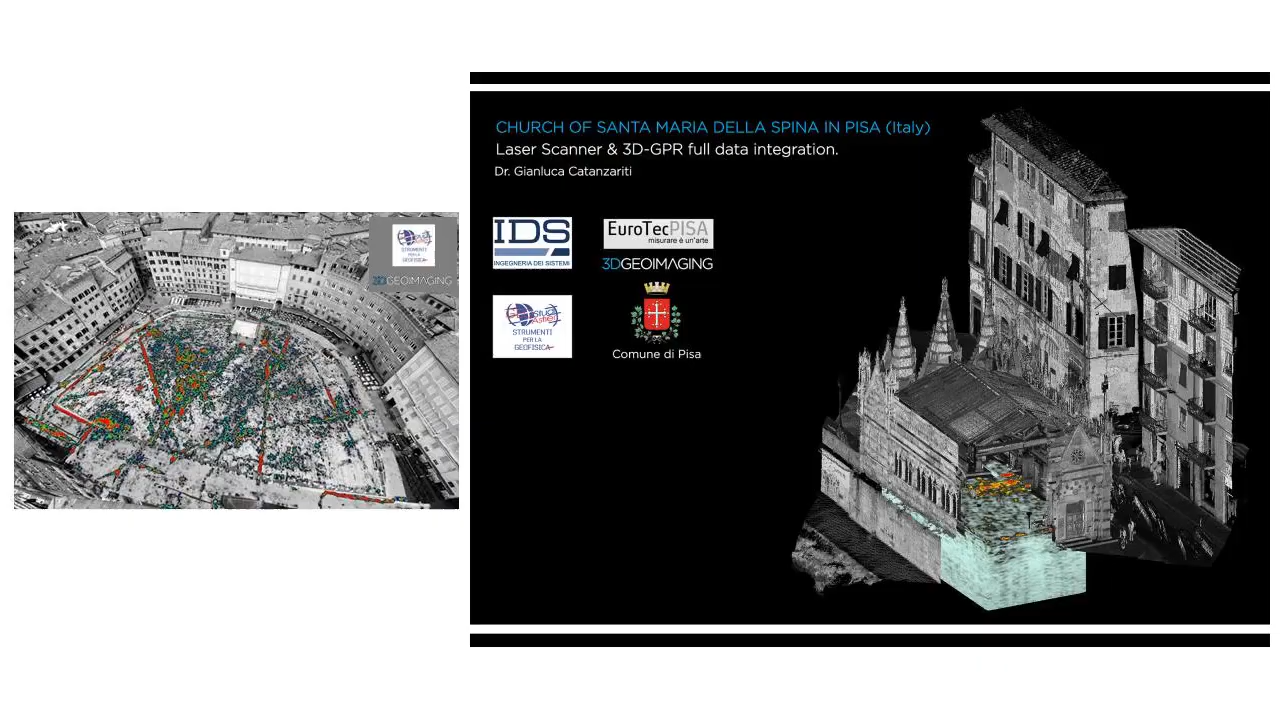 STRUMENTI
PER LA
GEOFISICA
3DGEOIMAGING
CHURCH OF SANTA MARIA DELLA SPINA IN PISA (Italy)
Laser Scanner & 3D-GPR full data integration.
Dr. Gianluca Catanzariti
IDS
INGEGNERIA DEI SISTEMI
EuroTecPISA
misurare è un'arte
3DGEOIMAGING
Studi
Astier
STRUMENTI
PER LA
GEOFISICA
Comune di Pisa